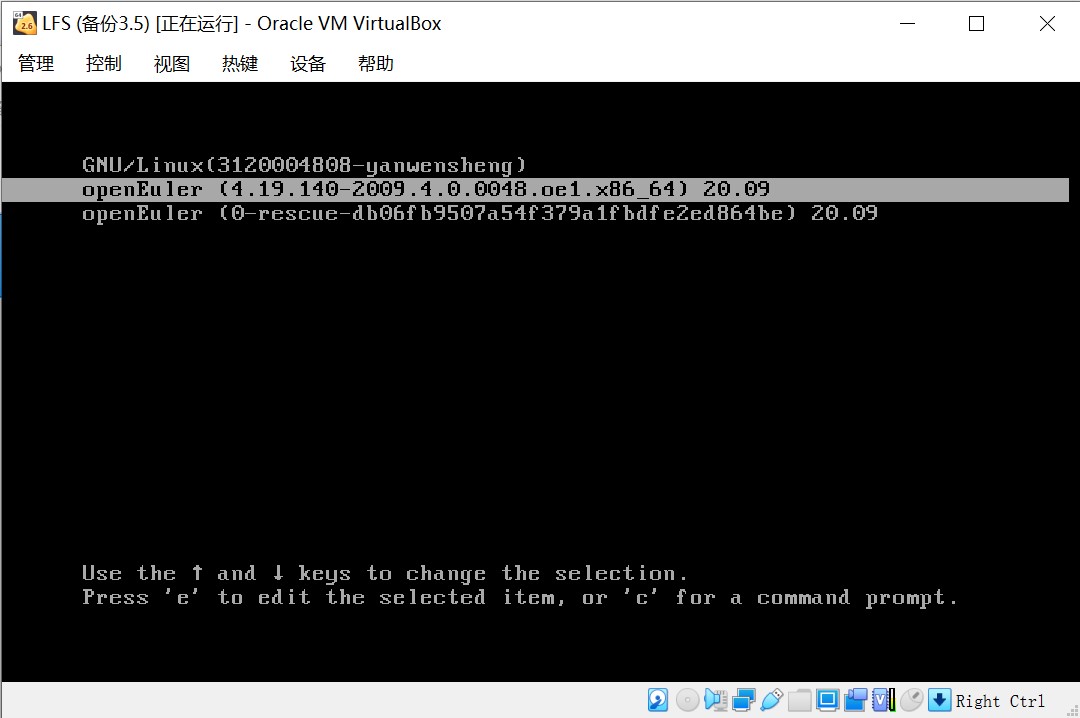 LFS (备份3.5) [正在运行] - Oracle VM VirtualBox
管理 控制 视图 热键 设备 帮助
GNU/Linux(3120004808-yanwensheng)
openEuler (4.19.140-2009.4.0.0048.oe1.x86_64) 20.09
openEuler (0-rescue-db06fb9507a54f379a1fbdfe2ed864be) 20.09
Use the ↑ and ↓ keys to change the selection.
Press 'e' to edit the selected item, or 'c' for a command prompt.
Right Ctrl